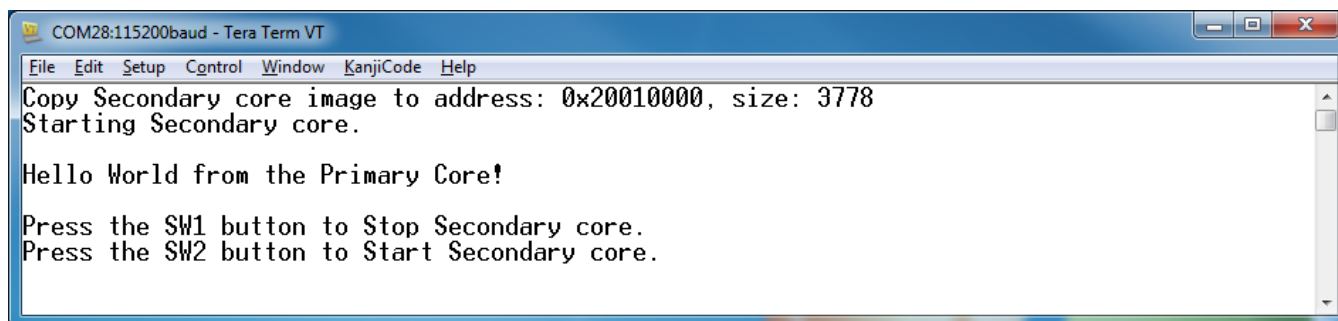 COM28:115200baud - Tera Term VT
File Edit Setup Control Window KanjiCode Help
Copy Secondary core image to address: 0x20010000, size: 3778
Starting Secondary core.
Hello World from the Primary Core!
Press the SW1 button to Stop Secondary core.
Press the SW2 button to Start Secondary core.